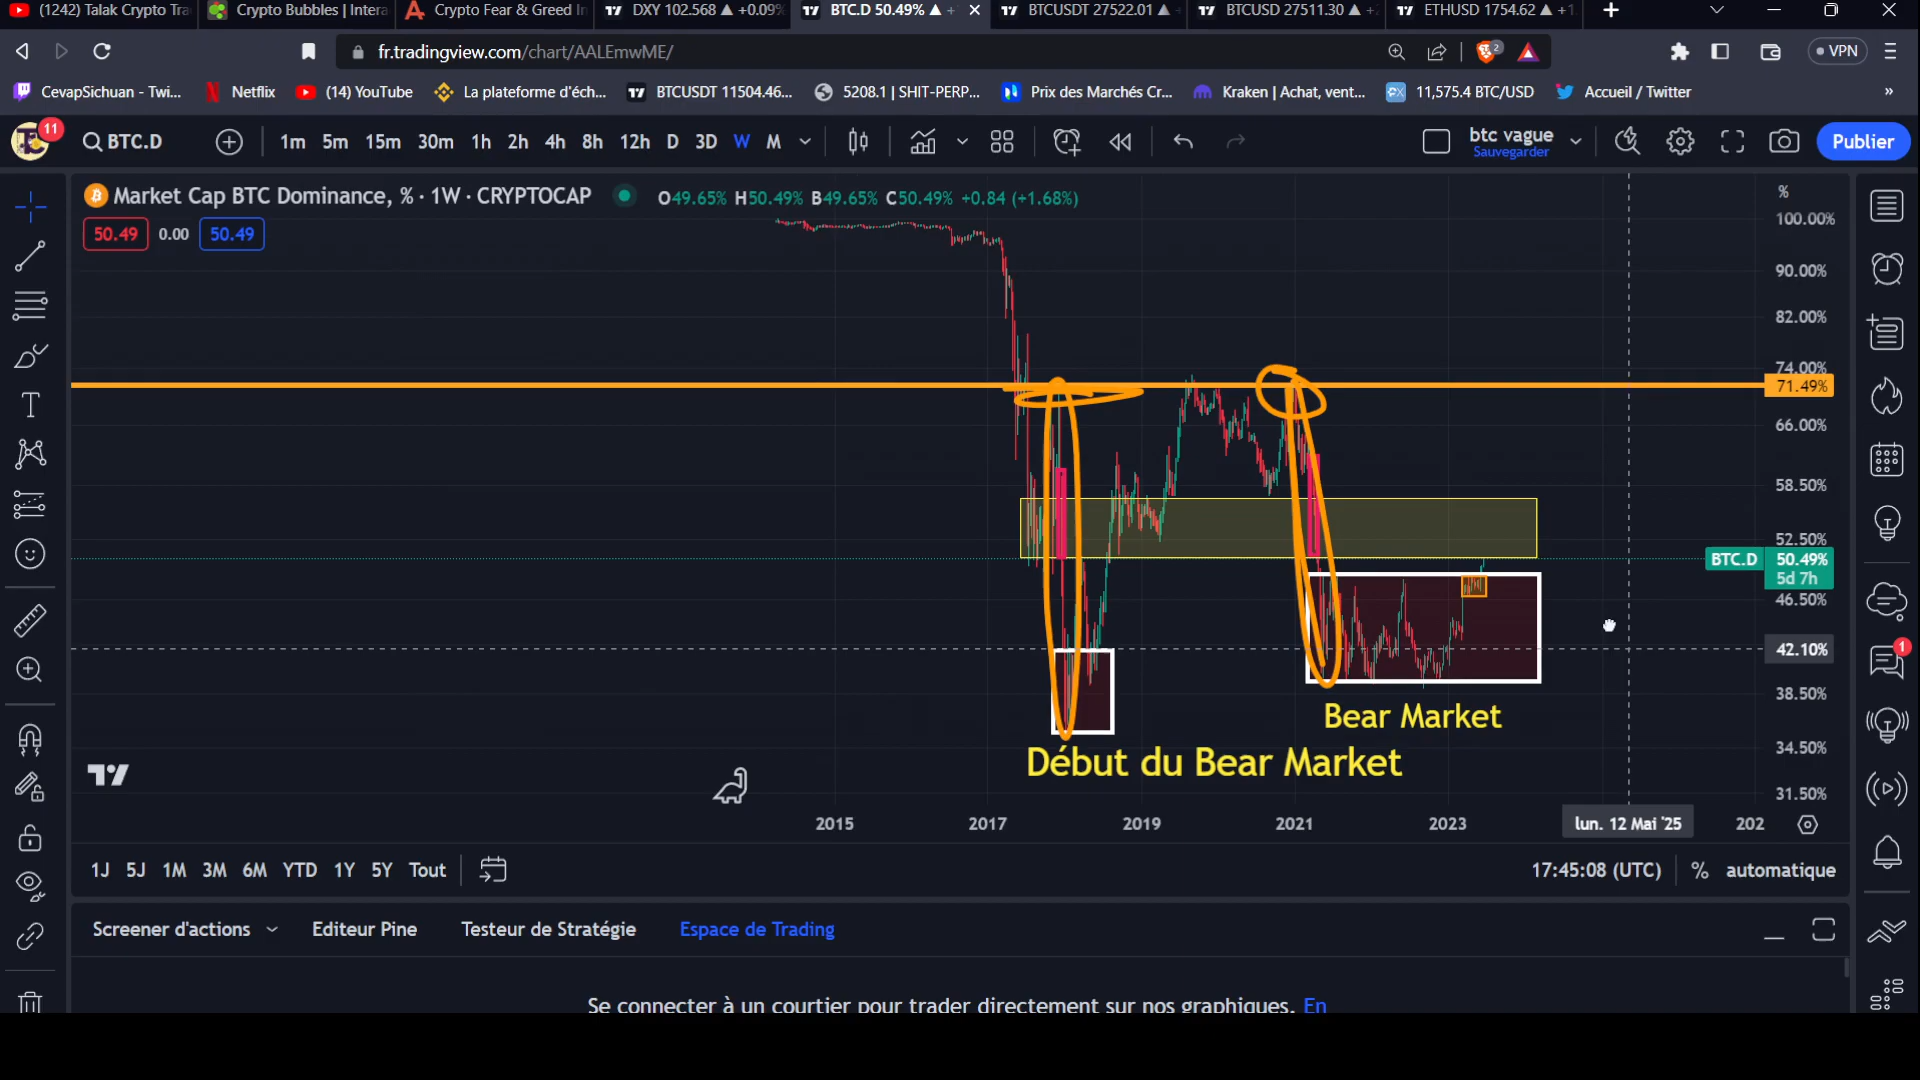 (1242) Talak Crypto Tra
Crypto Bubbles | Intera
Crypto Fear & Greed In
DXY 102.568 ▲ +0.09%
BTC.D 50.49% ▲ +
BTCUSDT 27522.01 ▲
BTCUSD 27511.30 ▲ +
ETHUSD 1754.62 ▲ +1
fr.tradingview.com/chart/AALEmwME/
2
VPN
CevapSichuan - Twi...
Netflix
(14) YouTube
La plateforme d'éch...
BTCUSDT 11504.46...
5208.1 | SHIT-PERP...
Prix des Marchés Cr...
Kraken | Achat, vent...
11,575.4 BTC/USD
Accueil / Twitter
»
11
BTC.D
1m 5m 15m 30m 1h 2h 4h 8h 12h D 3D W M
btc vague
Sauvegarder
Publier
Market Cap BTC Dominance, % · 1W · CRYPTOCAP
O49.65% H50.49% B49.65% C50.49% +0.84 (+1.68%)
50.49 0.00 50.49
%
100.00%
90.00%
82.00%
74.00%
71.49%
66.00%
58.50%
52.50%
BTC.D 50.49%
5d 7h
46.50%
42.10%
38.50%
34.50%
31.50%
1
Bear Market
Début du Bear Market
2015 2017 2019 2021 2023 lun. 12 Mai '25 202
1J 5J 1M 3M 6M YTD 1Y 5Y Tout
17:45:08 (UTC) % automatique
Screener d'actions Editeur Pine Testeur de Stratégie Espace de Trading
Se connecter à un courtier pour trader directement sur nos graphiques. En